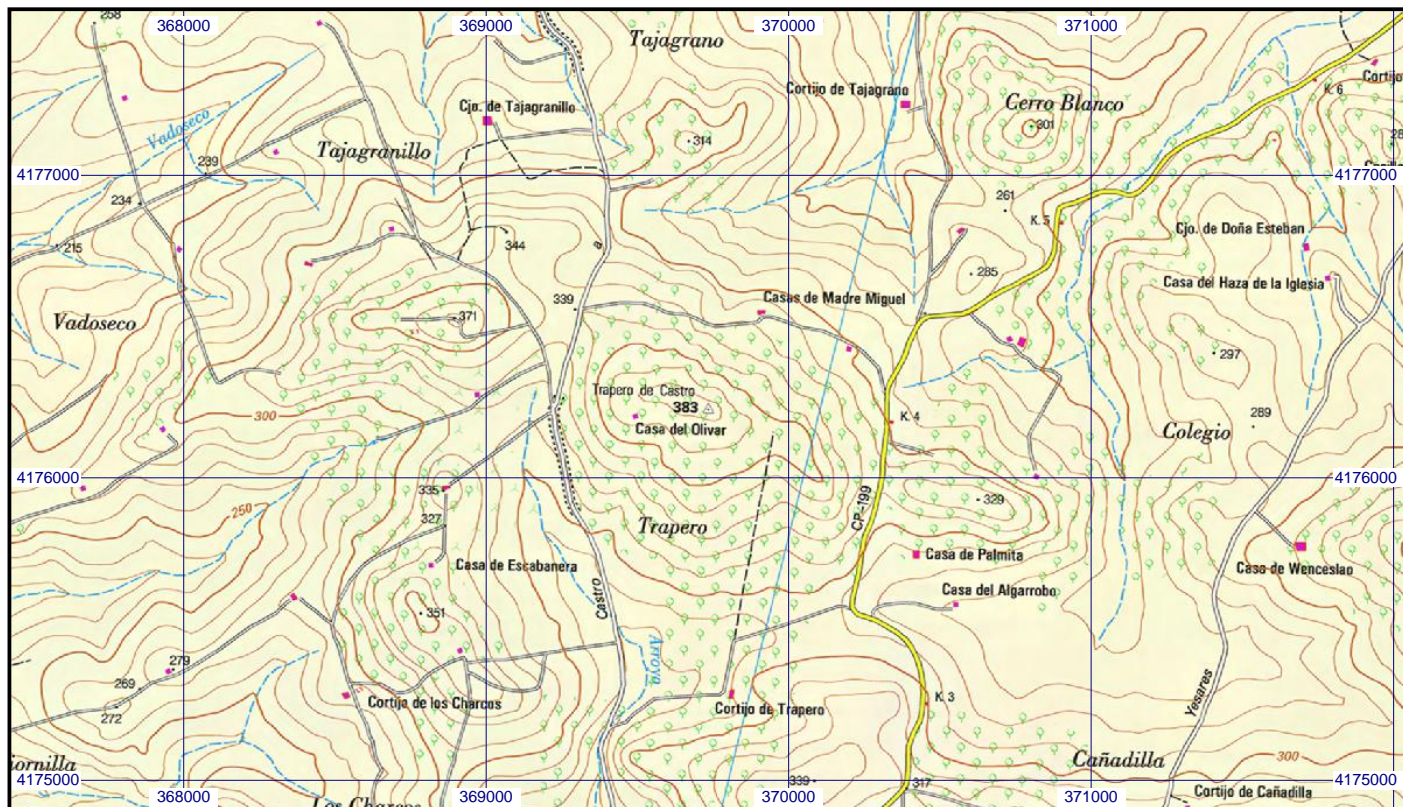 368000
369000
370000
371000
258
Tajagrano
Cortijo de Tajagrano
Cortijo
K. 6
Cjo. de Tajagranillo
Cerro Blanco
301
Vadoseco
Tajagranillo
314
239
4177000
4177000
234
261
215
344
a
K. 5
Cjo. de Doña Esteban
285
Casa del Haza de la Iglesia
339
Casas de Madre Miguel
Vadoseco
371
297
Trapero de Castro
383
300
Casa del Olivar
K. 4
289
Colegio
4176000
4176000
335
329
250
327
Trapero
CP-199
Casa de Escabanera
Casa de Palmita
Casa de Wenceslao
Castro
Casa del Algarrobo
351
Arroyo
279
269
272
Cortijo de los Charcos
Cortijo de Trapero
K. 3
Yesares
Cañadilla
300
iornilla
4175000
4175000
339
317
Cortijo de Cañadilla
Los Charcos
368000
369000
370000
371000